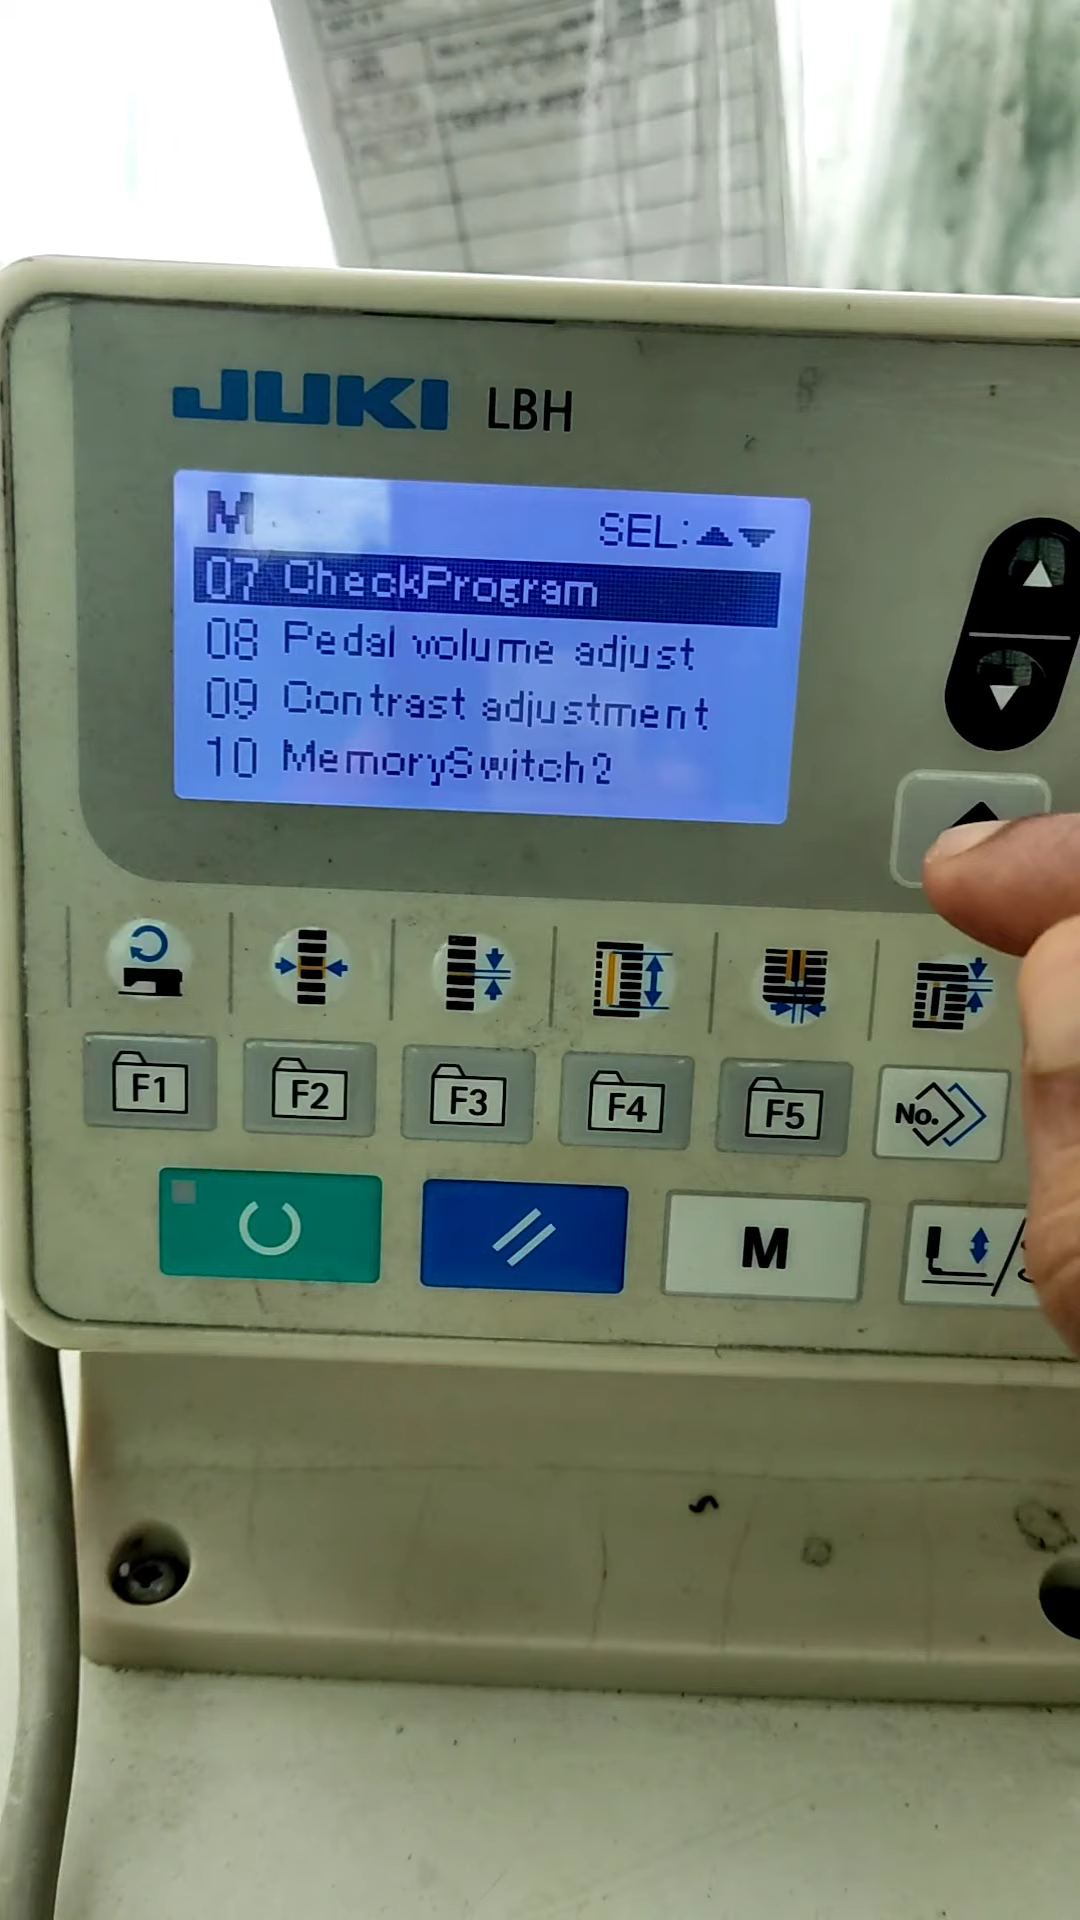 JUKI LBH
M SEL:▲▼
07 CheckProgram
08 Pedal volume adjust
09 Contrast adjustment
10 MemorySwitch2
F1 F2 F3 F4 F5 No.
M